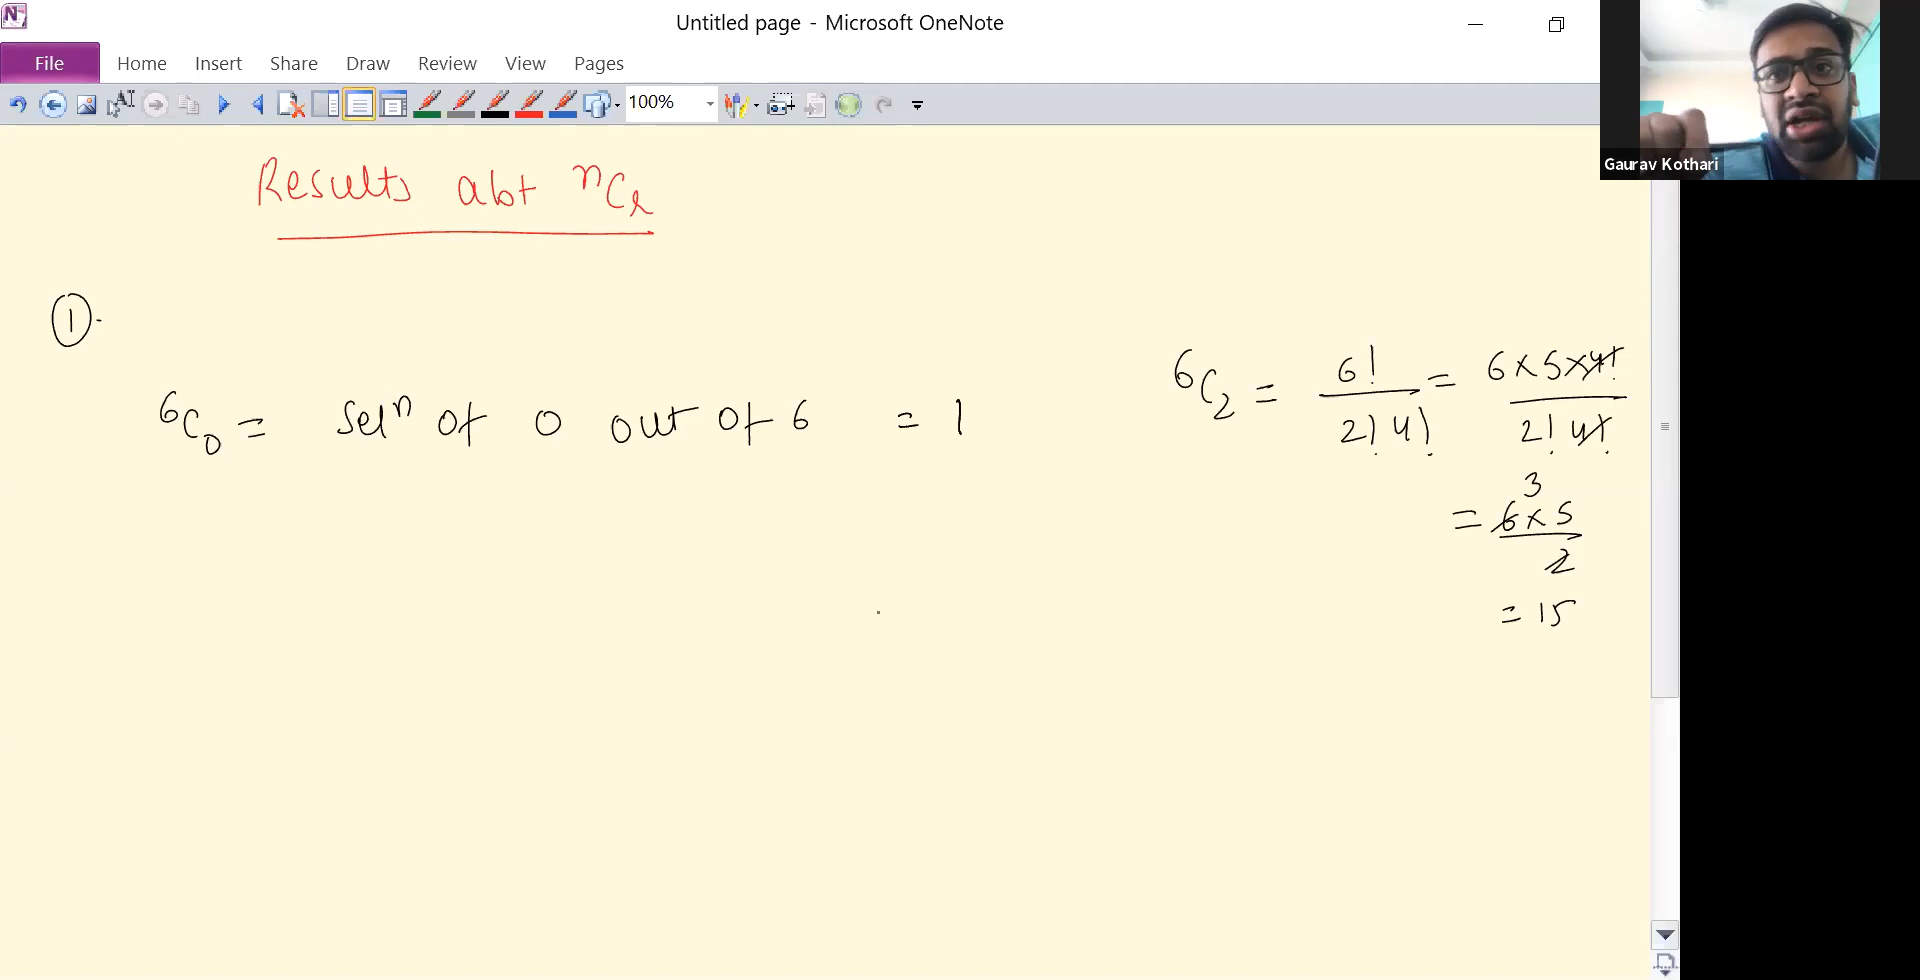 Untitled page - Microsoft OneNote
File Home Insert Share Draw Review View Pages
100%
Gaurav Kothari
Results abt ⁿCᵣ
①.
⁶C₀ = Selⁿ of 0 out of 6 = 1
⁶C₂ = 6! / 2! 4! = 6×5×4! / 2! 4!
3
= 6×5 / 2
= 15